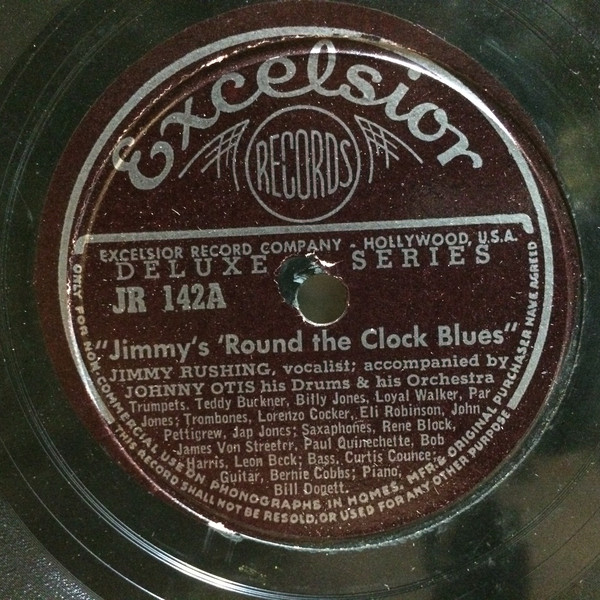 Excelsior
RECORDS
EXCELSIOR RECORD COMPANY - HOLLYWOOD, U.S.A.
DELUXE SERIES
JR 142A
"Jimmy's 'Round the Clock Blues"
JIMMY RUSHING, vocalist; accompanied by
JOHNNY OTIS his Drums & his Orchestra
Trumpets, Teddy Buckner, Billy Jones, Loyal Walker, Par
Jones; Trombones, Lorenzo Cocker, Eli Robinson, John
Pettigrew, Jap Jones; Saxaphones, Rene Block,
James Von Streeter, Paul Quinechette, Bob
Harris, Leon Beck; Bass, Curtis Counce;
Guitar, Bernie Cobbs; Piano,
Bill Dogett.
ONLY FOR NON-COMMERCIAL USE ON PHONOGRAPHS IN HOMES. MFR. & ORIGINAL PURCHASER HAVE AGREED
THIS RECORD SHALL NOT BE RESOLD, OR USED FOR ANY OTHER PURPOSE